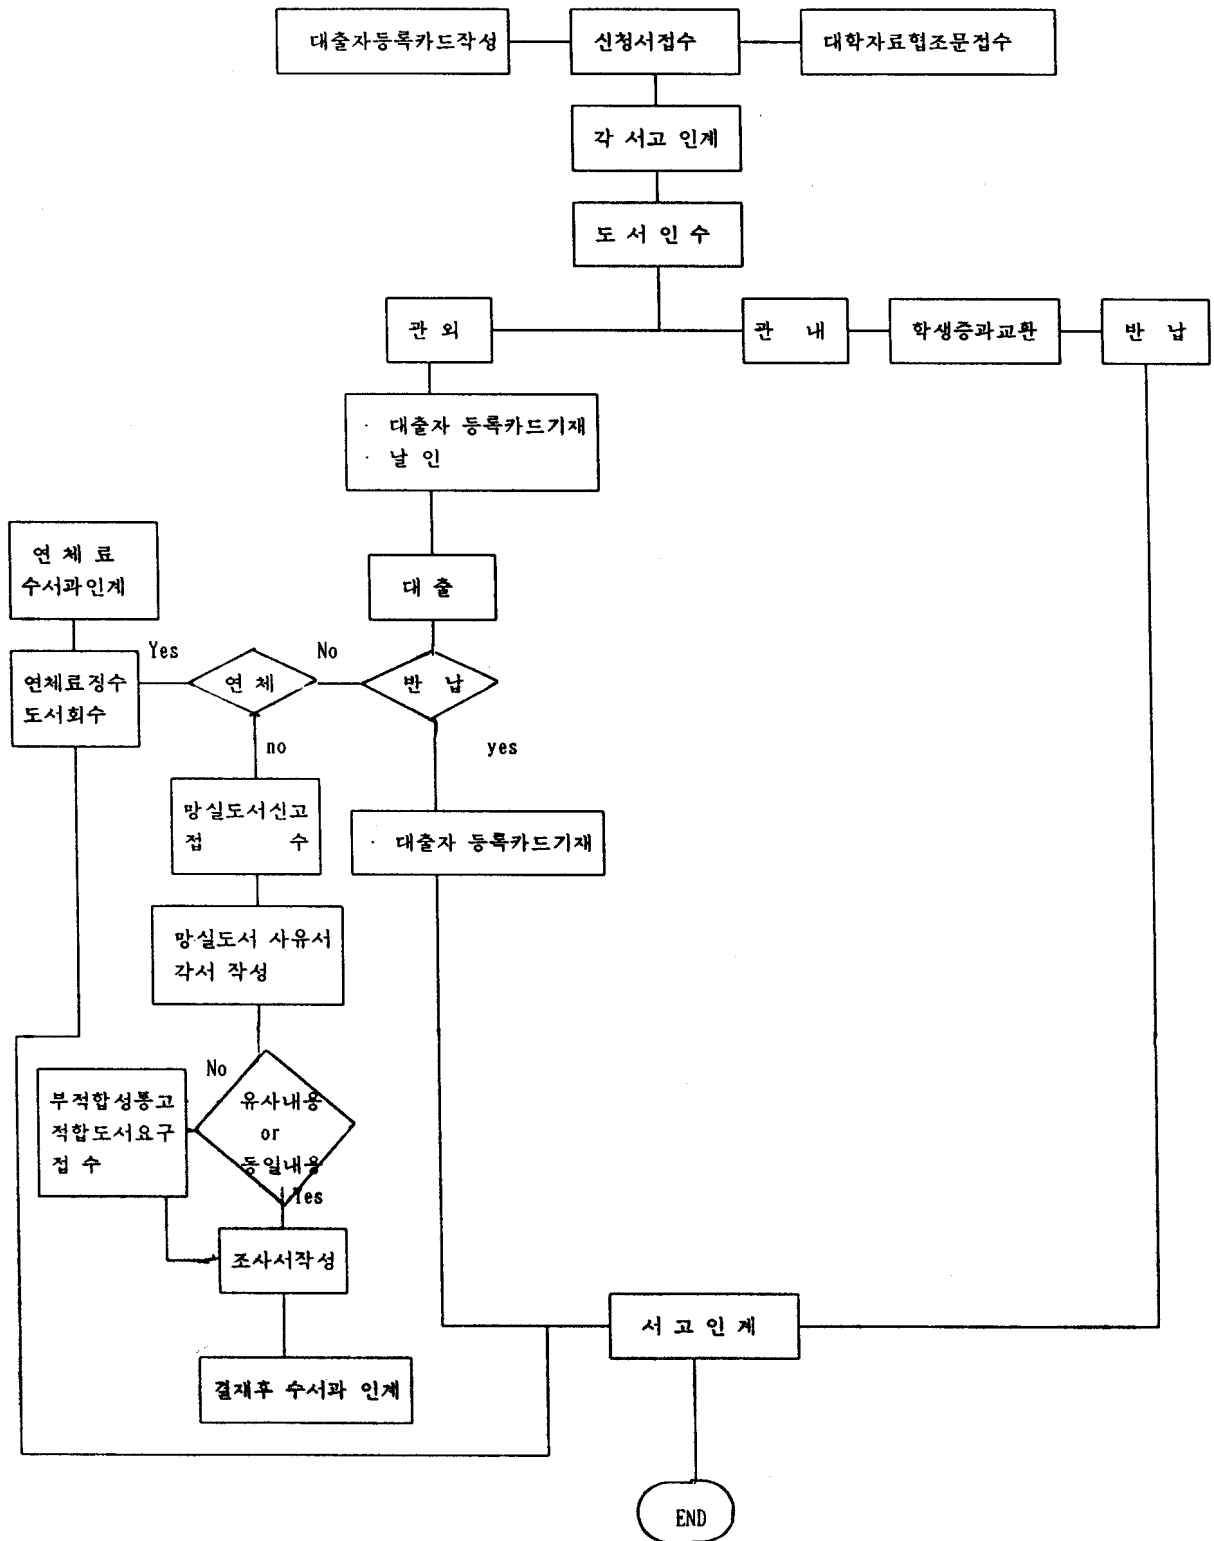 대출자등록카드작성
신청서접수
대학자료협조문접수
각 서고 인계
도 서 인 수
관 외
관 내
학생증과교환
반 납
· 대출자 등록카드기재
· 날 인
연 체 료
수서과인계
대 출
Yes
No
연체료징수
도서회수
연 체
반 납
no
yes
망실도서신고
접 수
· 대출자 등록카드기재
망실도서 사유서
각서 작성
No
부적합성통고
적합도서요구
접 수
유사내용
or
동일내용
Yes
조사서작성
서 고 인 계
결재후 수서과 인계
END